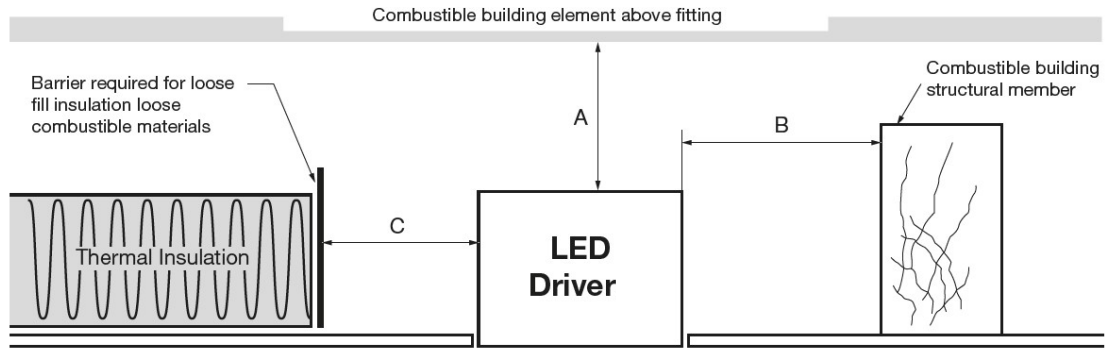 Combustible building element above fitting
Barrier required for loose
fill insulation loose
combustible materials
Combustible building
structural member
A
B
C
Thermal Insulation
LED
Driver